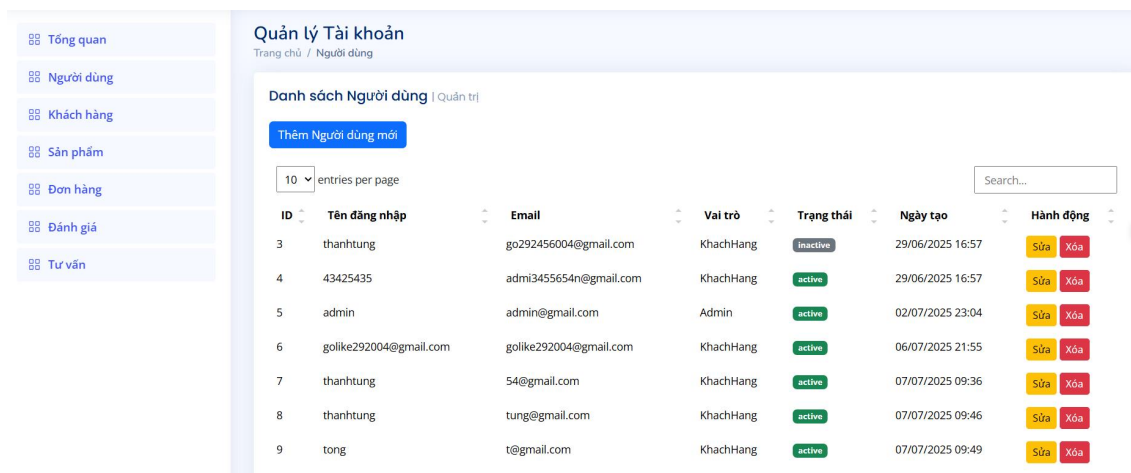 Tổng quan
Người dùng
Khách hàng
Sản phẩm
Đơn hàng
Đánh giá
Tư vấn
Quản lý Tài khoản
Trang chủ / Người dùng
Danh sách Người dùng | Quản trị
Thêm Người dùng mới
10 entries per page
Search...
ID Tên đăng nhập Email Vai trò Trạng thái Ngày tạo Hành động
3 thanhtung go292456004@gmail.com KhachHang inactive 29/06/2025 16:57 Sửa Xóa
4 43425435 admi3455654n@gmail.com KhachHang active 29/06/2025 16:57 Sửa Xóa
5 admin admin@gmail.com Admin active 02/07/2025 23:04 Sửa Xóa
6 golike292004@gmail.com golike292004@gmail.com KhachHang active 06/07/2025 21:55 Sửa Xóa
7 thanhtung 54@gmail.com KhachHang active 07/07/2025 09:36 Sửa Xóa
8 thanhtung tung@gmail.com KhachHang active 07/07/2025 09:46 Sửa Xóa
9 tong t@gmail.com KhachHang active 07/07/2025 09:49 Sửa Xóa